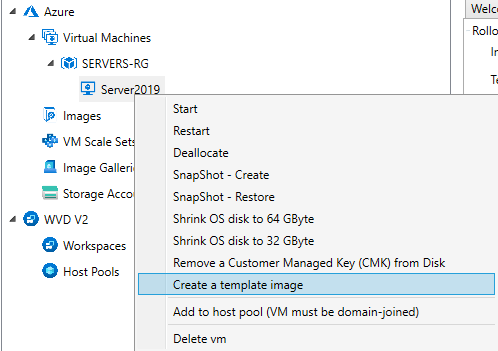 Azure
Welco
Virtual Machines
Rollo
SERVERS-RG
In
Server2019
Te
Images
VM Scale Sets
Image Gallerie
Storage Accou
WVD V2
Workspaces
Host Pools
Start
Restart
Deallocate
SnapShot - Create
SnapShot - Restore
Shrink OS disk to 64 GByte
Shrink OS disk to 32 GByte
Remove a Customer Managed Key (CMK) from Disk
Create a template image
Add to host pool (VM must be domain-joined)
Delete vm